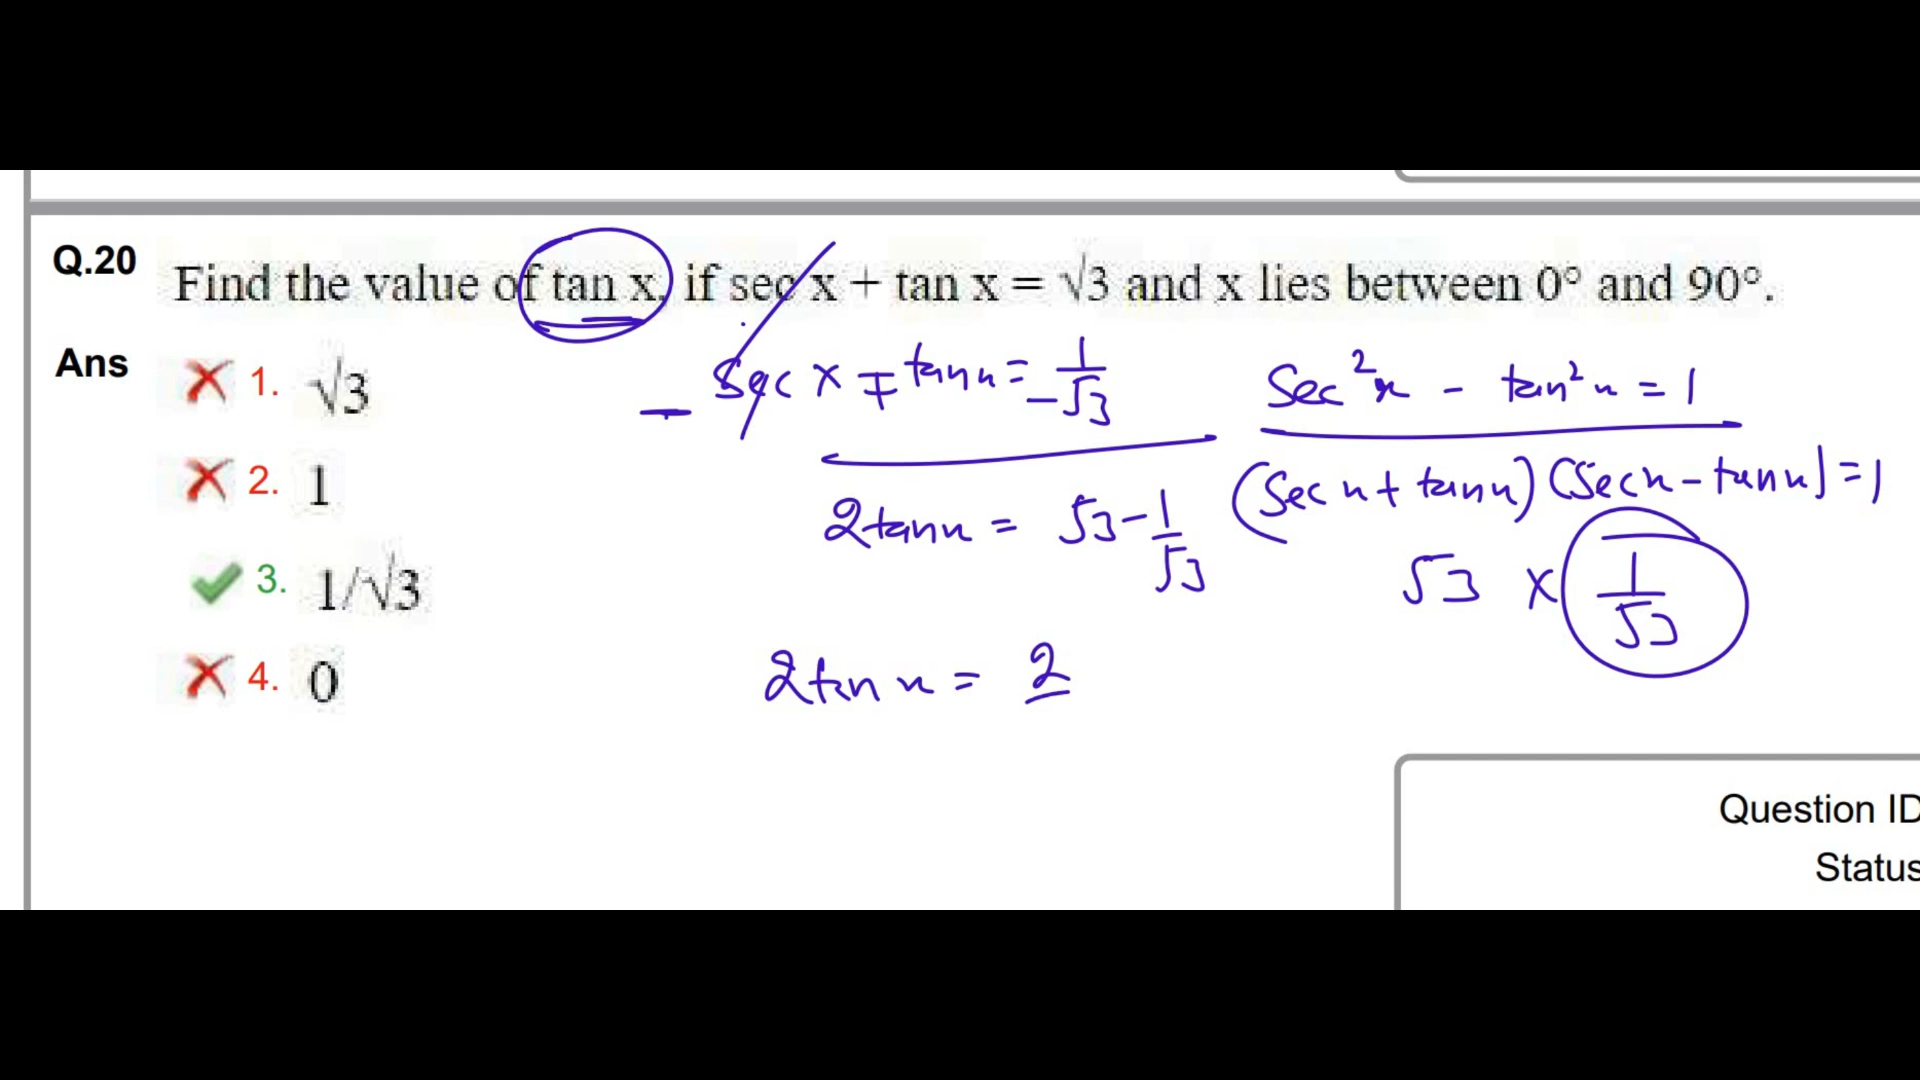 Q.20 Find the value of tan x, if sec x + tan x = √3 and x lies between 0° and 90°.
Ans
1. √3
2. 1
3. 1/√3
4. 0
- sec x ∓ tan x = - 1/√3
2tan x = √3 - 1/√3
2tan x = 2
sec² x - tan² x = 1
(sec x + tan x) (sec x - tan x) = 1
√3 × 1/√3
Question ID
Status